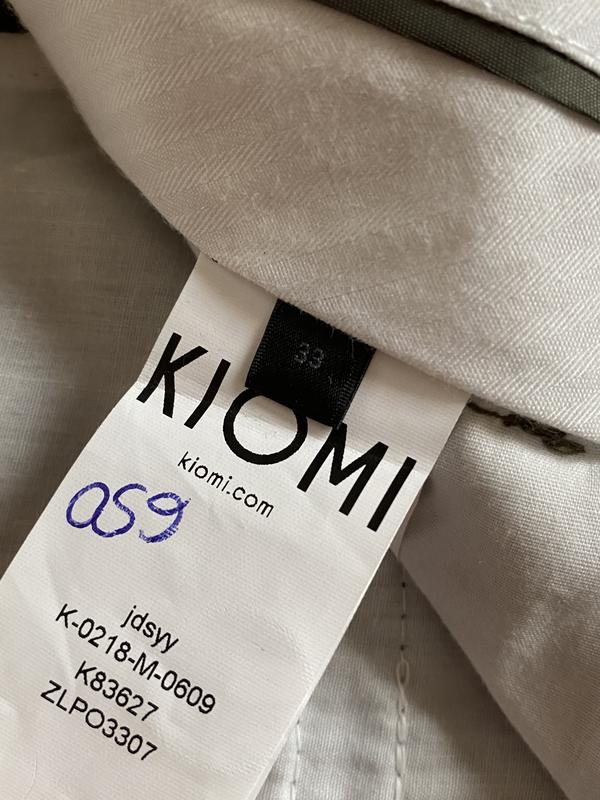 33
KIOMI
kiomi.com
059
jdsyy
K-0218-M-0609
K83627
ZLPO3307